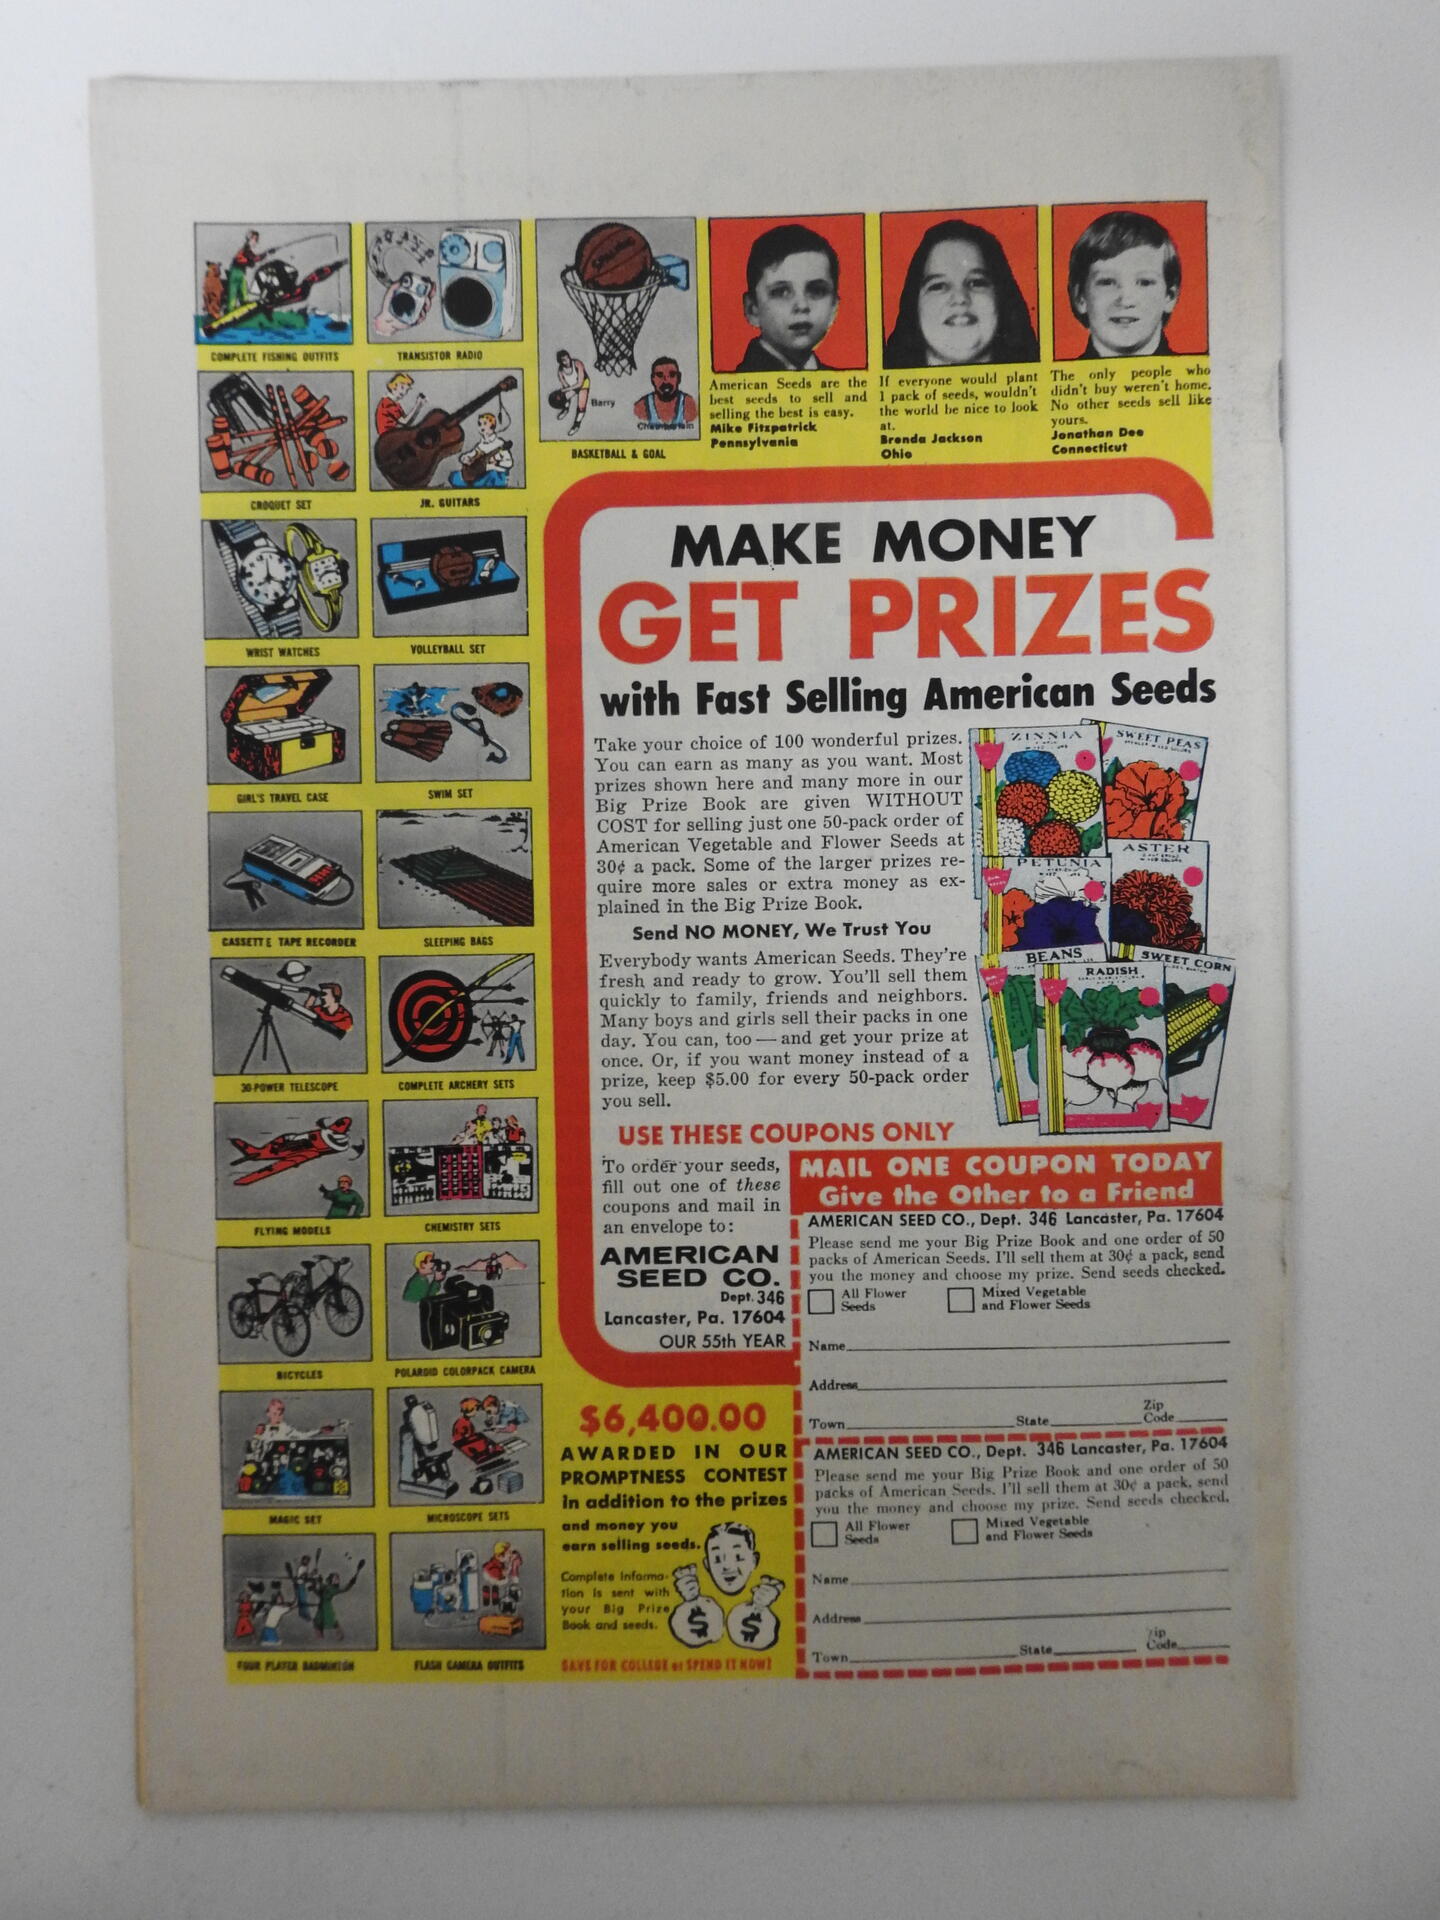 COMPLETE FISHING OUTFITS
TRANSISTOR RADIO
SPALDING
Barry
Chamberlain
BASKETBALL & GOAL
CROQUET SET
JR. GUITARS
WRIST WATCHES
VOLLEYBALL SET
GIRL'S TRAVEL CASE
SWIM SET
CASSETTE TAPE RECORDER
SLEEPING BAGS
30-POWER TELESCOPE
COMPLETE ARCHERY SETS
FLYING MODELS
CHEMISTRY SETS
BICYCLES
POLAROID COLORPACK CAMERA
MAGIC SET
MICROSCOPE SETS
FOUR PLAYER BADMINTON
FLASH CAMERA OUTFITS
American Seeds are the
best seeds to sell and
selling the best is easy.
Mike Fitzpatrick
Pennsylvania
If everyone would plant
1 pack of seeds, wouldn't
the world be nice to look
at.
Brenda Jackson
Ohio
The only people who
didn't buy weren't home.
No other seeds sell like
yours.
Jonathan Dee
Connecticut
MAKE MONEY
GET PRIZES
with Fast Selling American Seeds
Take your choice of 100 wonderful prizes.
You can earn as many as you want. Most
prizes shown here and many more in our
Big Prize Book are given WITHOUT
COST for selling just one 50-pack order of
American Vegetable and Flower Seeds at
30¢ a pack. Some of the larger prizes re-
quire more sales or extra money as ex-
plained in the Big Prize Book.
Send NO MONEY, We Trust You
Everybody wants American Seeds. They're
fresh and ready to grow. You'll sell them
quickly to family, friends and neighbors.
Many boys and girls sell their packs in one
day. You can, too — and get your prize at
once. Or, if you want money instead of a
prize, keep $5.00 for every 50-pack order
you sell.
ZINNIA
SWEET PEAS
PETUNIA
ASTER
BEANS
RADISH
SWEET CORN
USE THESE COUPONS ONLY
To order your seeds,
fill out one of these
coupons and mail in
an envelope to:
AMERICAN
SEED CO.
Dept. 346
Lancaster, Pa. 17604
OUR 55th YEAR
MAIL ONE COUPON TODAY
Give the Other to a Friend
AMERICAN SEED CO., Dept. 346 Lancaster, Pa. 17604
Please send me your Big Prize Book and one order of 50
packs of American Seeds. I'll sell them at 30¢ a pack, send
you the money and choose my prize. Send seeds checked.
All Flower
Seeds
Mixed Vegetable
and Flower Seeds
Name
Address
Town State Zip
Code
AMERICAN SEED CO., Dept. 346 Lancaster, Pa. 17604
Please send me your Big Prize Book and one order of 50
packs of American Seeds. I'll sell them at 30¢ a pack, send
you the money and choose my prize. Send seeds checked.
All Flower
Seeds
Mixed Vegetable
and Flower Seeds
Name
Address
Town State Zip
Code
$6,400.00
AWARDED IN OUR
PROMPTNESS CONTEST
in addition to the prizes
and money you
earn selling seeds.
Complete informa-
tion is sent with
your Big Prize
Book and seeds.
$ $
SAVE FOR COLLEGE or SPEND IT NOW!